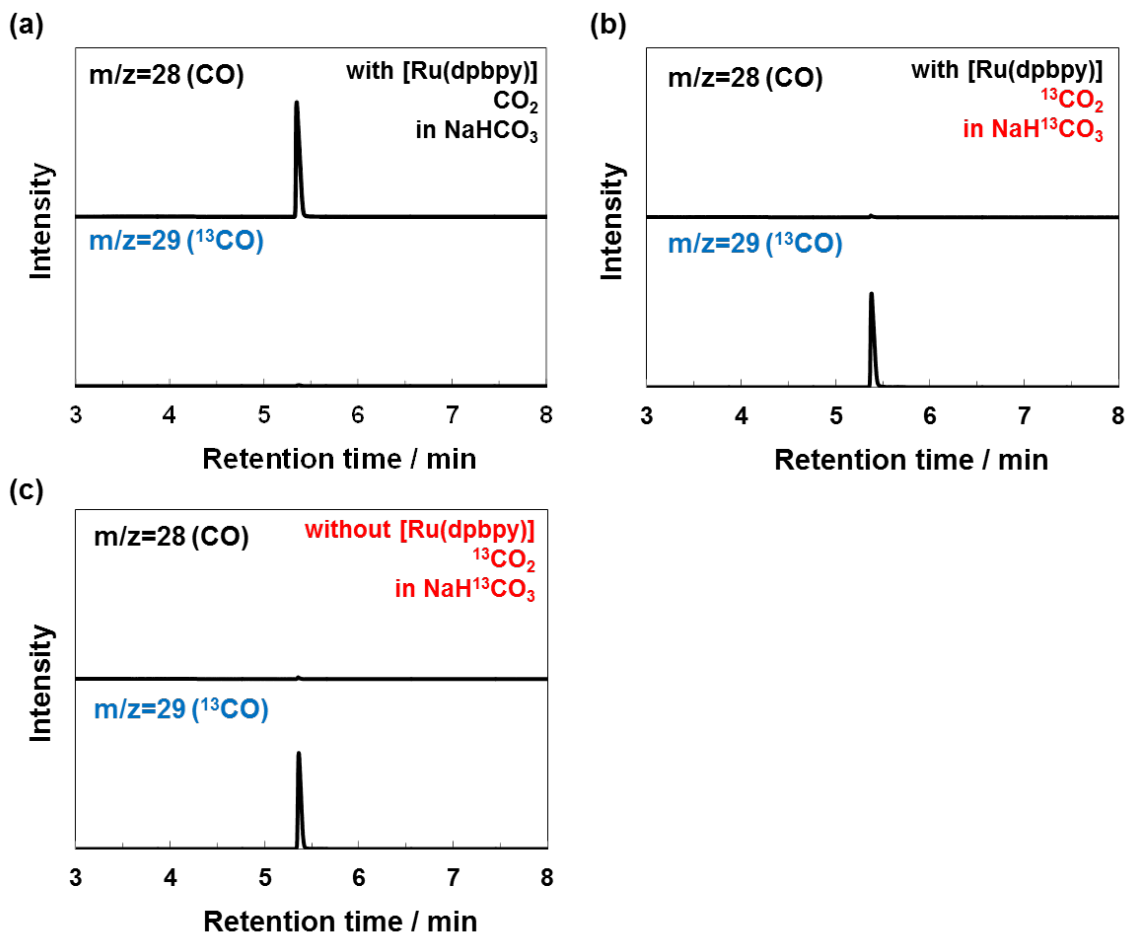 (a)
m/z=28 (CO)
with [Ru(dpbpy)]
CO₂
in NaHCO₃
m/z=29 (¹³CO)
Intensity
3 4 5 6 7 8
Retention time / min
(b)
m/z=28 (CO)
with [Ru(dpbpy)]
¹³CO₂
in NaH¹³CO₃
m/z=29 (¹³CO)
Intensity
3 4 5 6 7 8
Retention time / min
(c)
m/z=28 (CO)
without [Ru(dpbpy)]
¹³CO₂
in NaH¹³CO₃
m/z=29 (¹³CO)
Intensity
3 4 5 6 7 8
Retention time / min